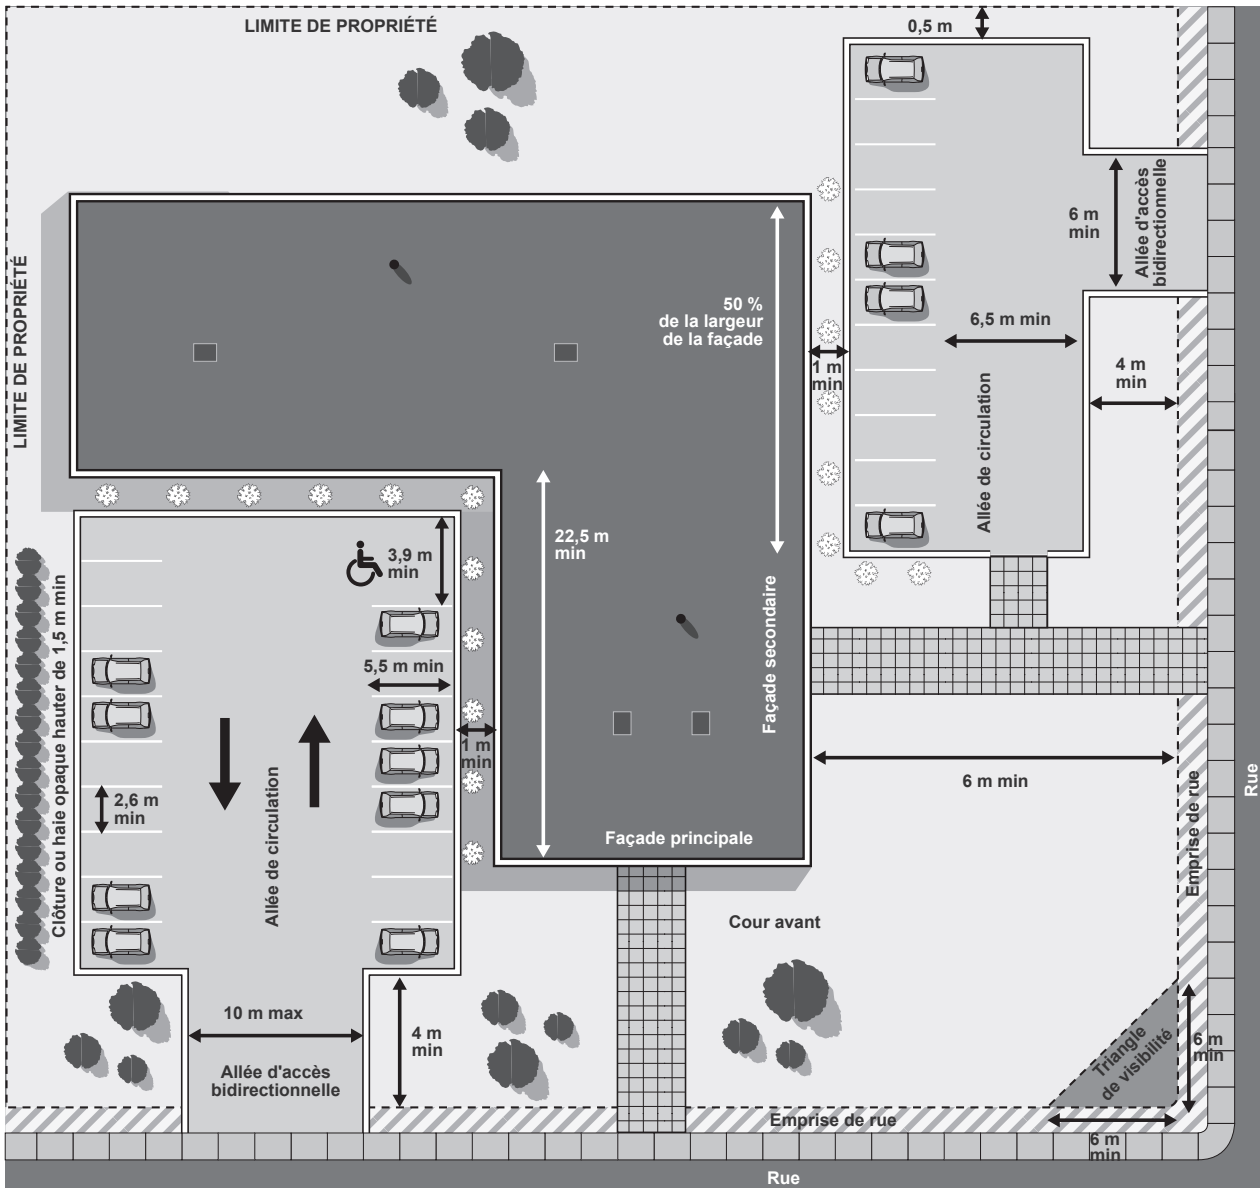 LIMITE DE PROPRIÉTÉ
0,5 m
LIMITE DE PROPRIÉTÉ
6 m
min
Allée d'accès
bidirectionnelle
50 %
de la largeur
de la façade
6,5 m min
1 m
min
4 m
min
Allée de circulation
22,5 m
min
3,9 m
min
Façade secondaire
Clôture ou haie opaque hauter de 1,5 m min
5,5 m min
1 m
min
6 m min
Rue
2,6 m
min
Allée de circulation
Façade principale
Emprise de rue
Cour avant
10 m max
4 m
min
Allée d'accès
bidirectionnelle
Triangle
de visibilité
6 m
min
Emprise de rue
6 m
min
Rue